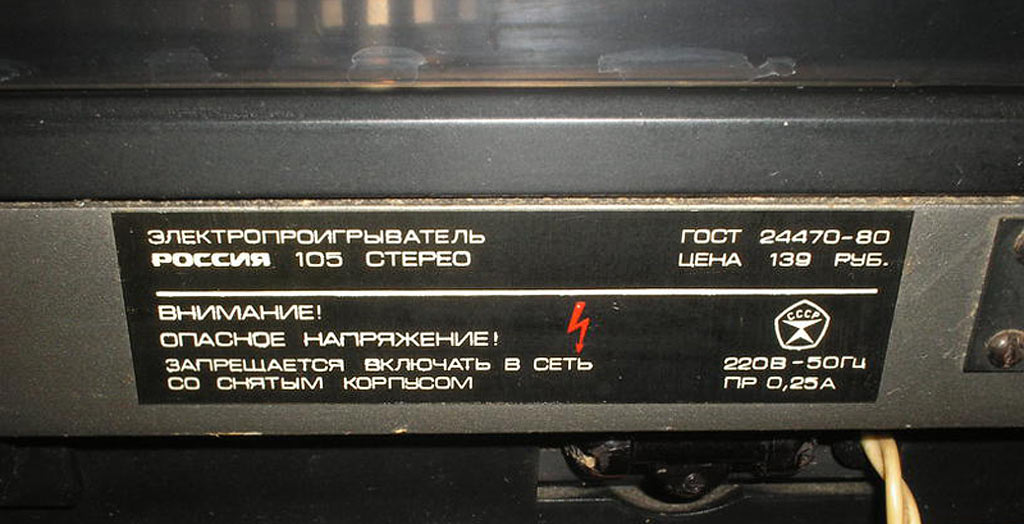 ЭЛЕКТРОПРОИГРЫВАТЕЛЬ
РОССИЯ 105 СТЕРЕО
ГОСТ 24470-80
ЦЕНА 139 РУБ.
ВНИМАНИЕ!
ОПАСНОЕ НАПРЯЖЕНИЕ!
ЗАПРЕЩАЕТСЯ ВКЛЮЧАТЬ В СЕТЬ
СО СНЯТЫМ КОРПУСОМ
СССР
220В-50Гц
ПР 0,25А